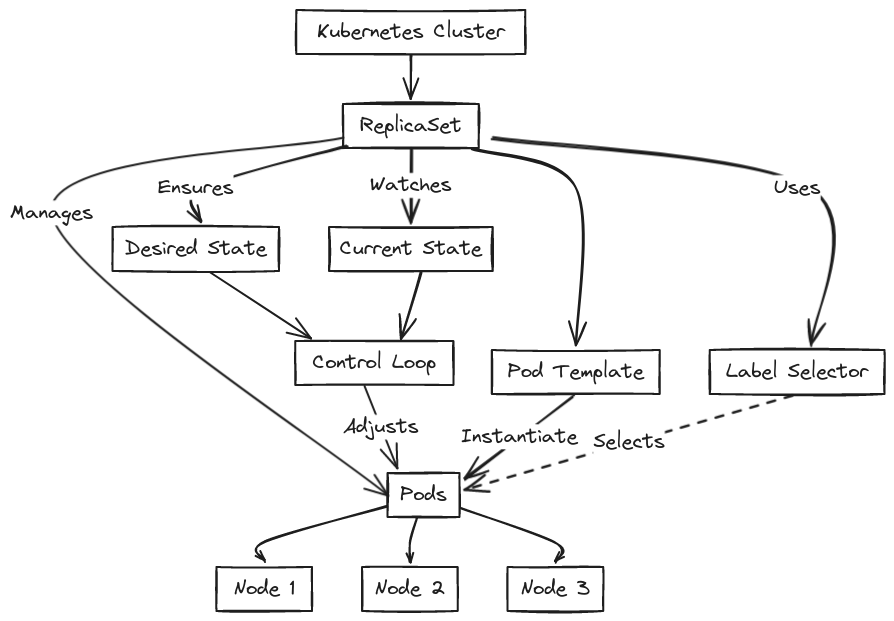 Kubernetes Cluster
ReplicaSet
Ensures
Watches
Uses
Manages
Desired State
Current State
Control Loop
Pod Template
Label Selector
Adjusts
Instantiate
Selects
Pods
Node 1
Node 2
Node 3